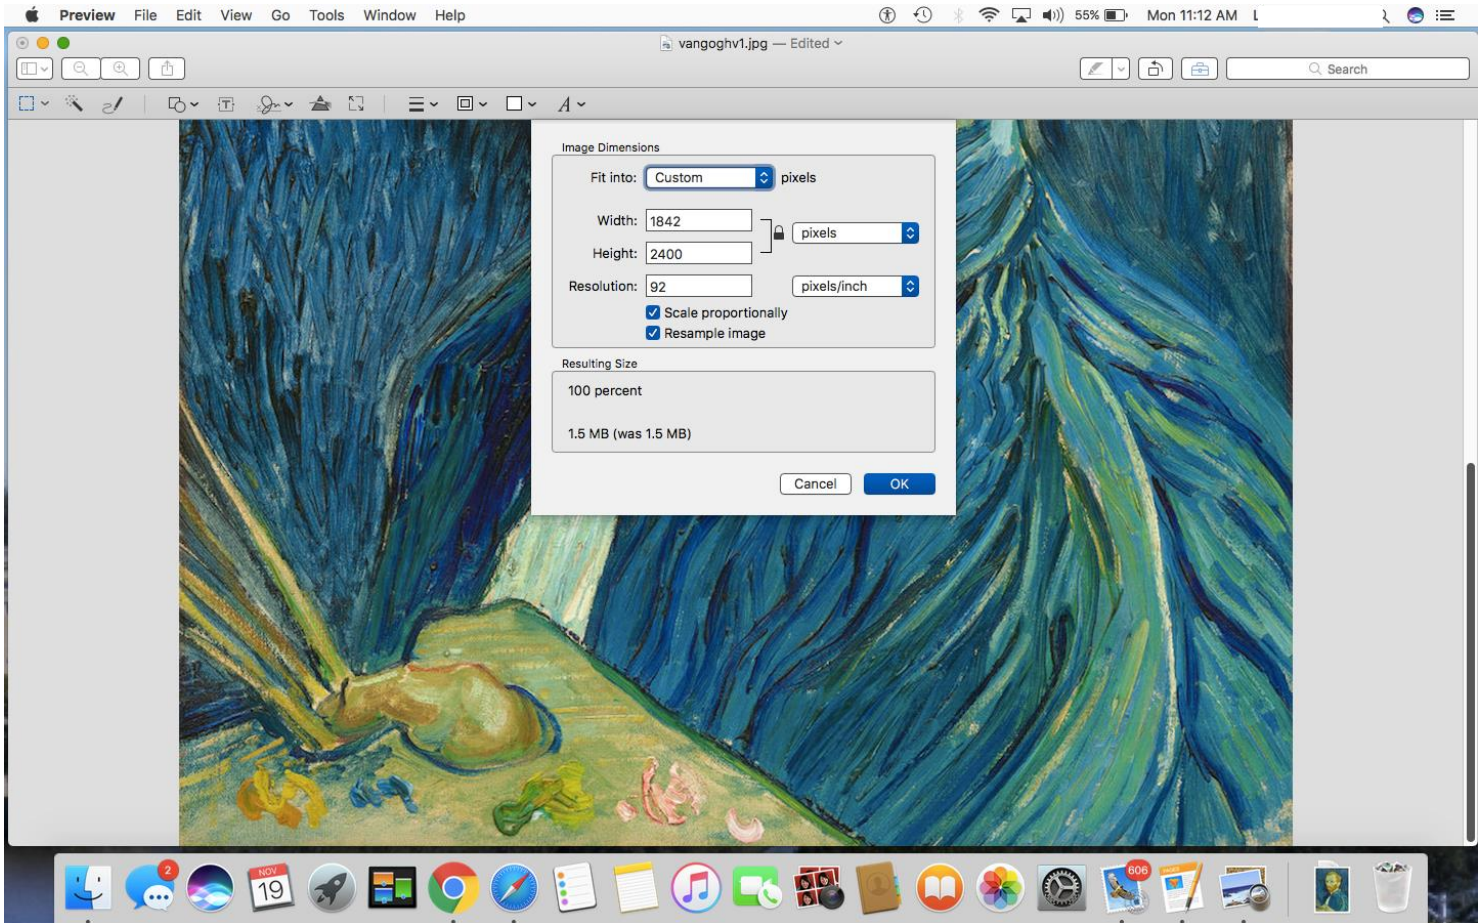 Preview File Edit View Go Tools Window Help 55% Mon 11:12 AM
vangoghv1.jpg — Edited
Search
T A
Image Dimensions
Fit into: Custom pixels
Width: 1842
pixels
Height: 2400
Resolution: 92 pixels/inch
Scale proportionally
Resample image
Resulting Size
100 percent
1.5 MB (was 1.5 MB)
Cancel OK
2 NOV 606
19